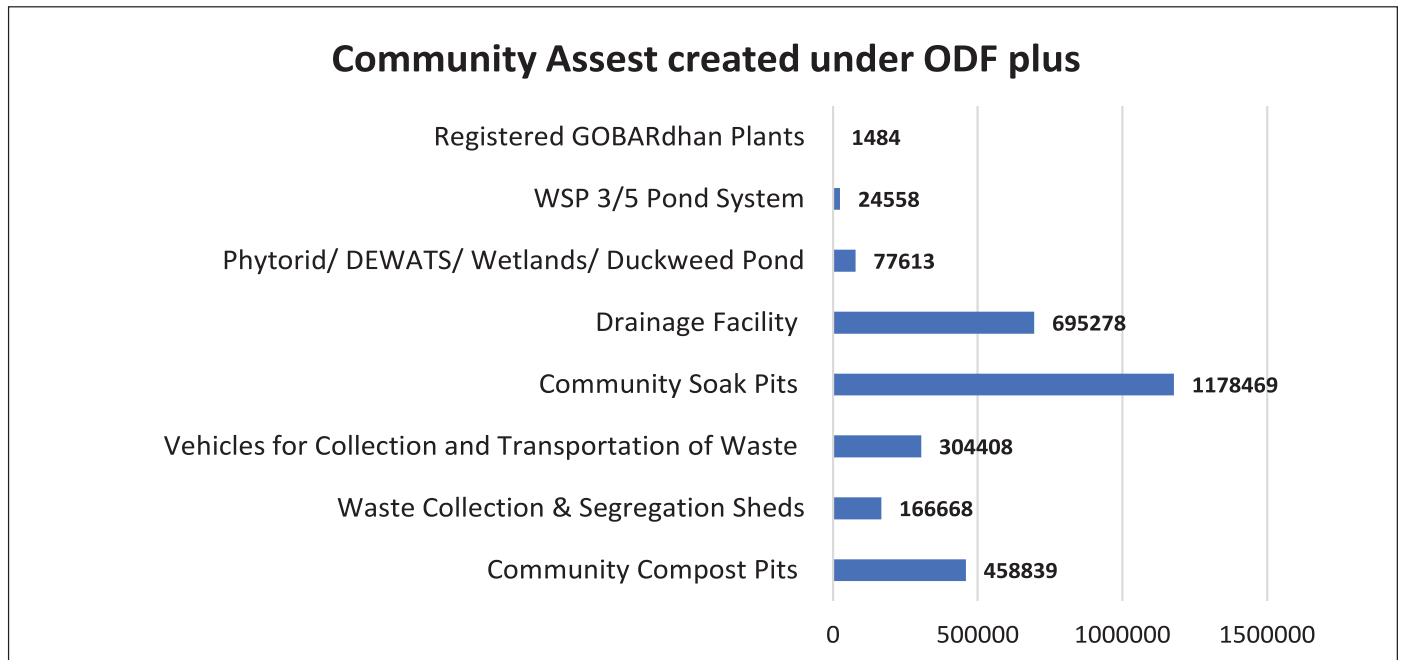 Community Assest created under ODF plus
Registered GOBARdhan Plants 1484
WSP 3/5 Pond System 24558
Phytorid/ DEWATS/ Wetlands/ Duckweed Pond 77613
Drainage Facility 695278
Community Soak Pits 1178469
Vehicles for Collection and Transportation of Waste 304408
Waste Collection & Segregation Sheds 166668
Community Compost Pits 458839
0 500000 1000000 1500000